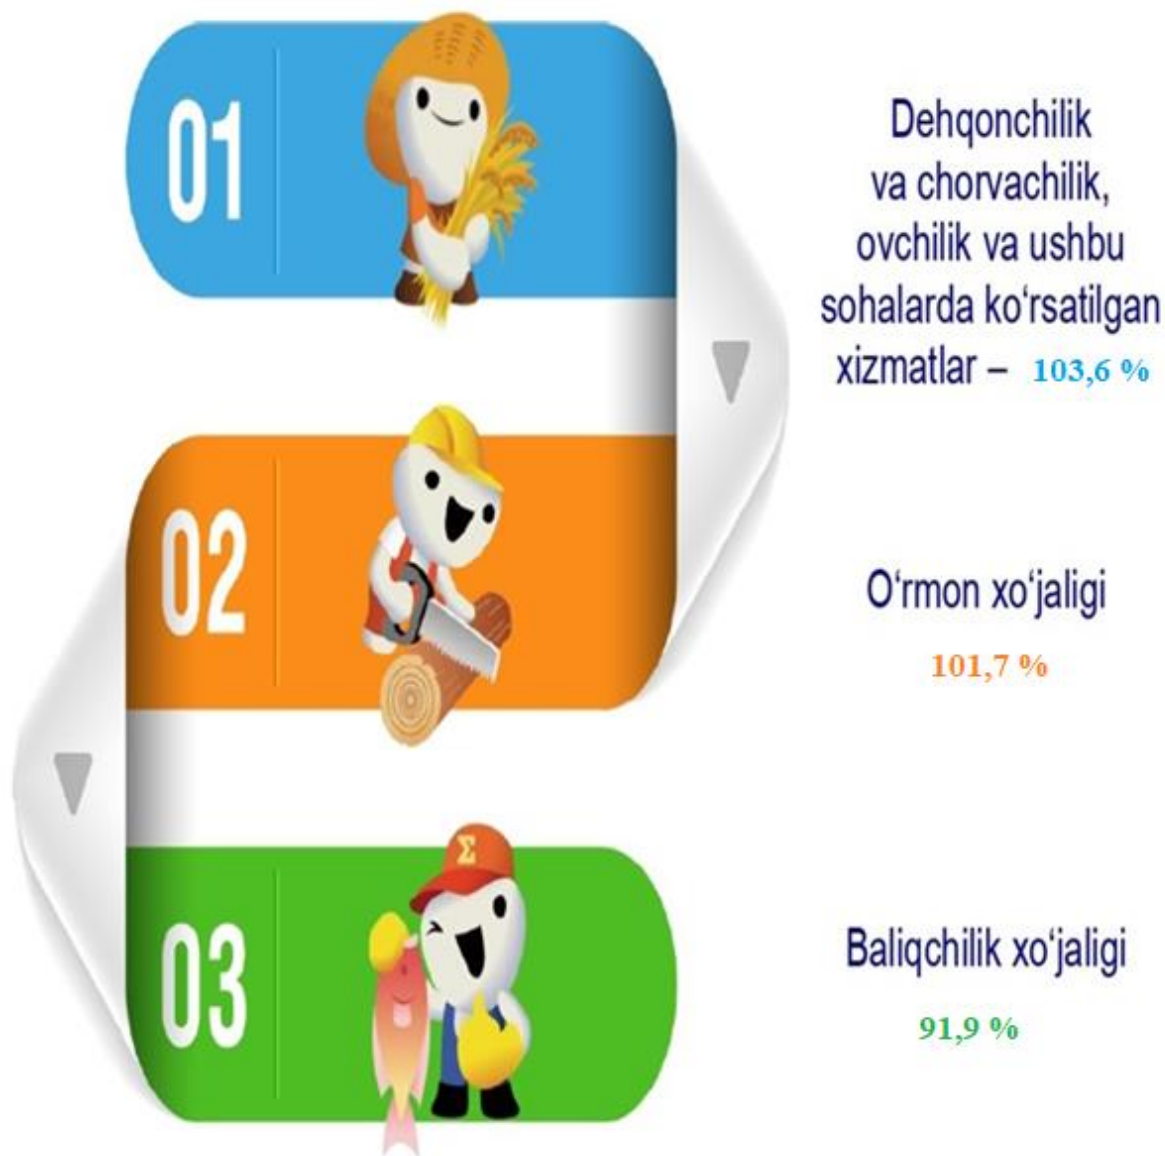 01
Dehqonchilik
va chorvachilik,
ovchilik va ushbu
sohalarda ko‘rsatilgan
xizmatlar – 103,6 %
02
O‘rmon xo‘jaligi
101,7 %
Σ
03
Baliqchilik xo‘jaligi
91,9 %